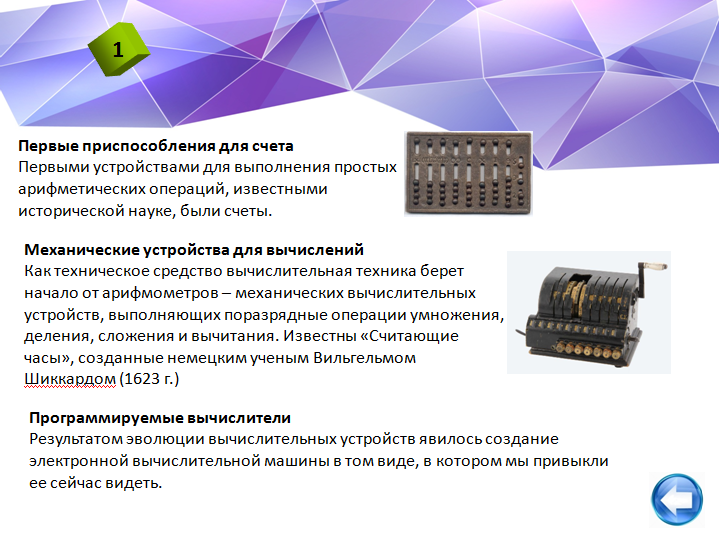 1
Первые приспособления для счета
Первыми устройствами для выполнения простых
арифметических операций, известными
исторической науке, были счеты.
Механические устройства для вычислений
Как техническое средство вычислительная техника берет
начало от арифмометров – механических вычислительных
устройств, выполняющих поразрядные операции умножения,
деления, сложения и вычитания. Известны «Считающие
часы», созданные немецким ученым Вильгельмом
Шиккардом (1623 г.)
Программируемые вычислители
Результатом эволюции вычислительных устройств явилось создание
электронной вычислительной машины в том виде, в котором мы привыкли
ее сейчас видеть.